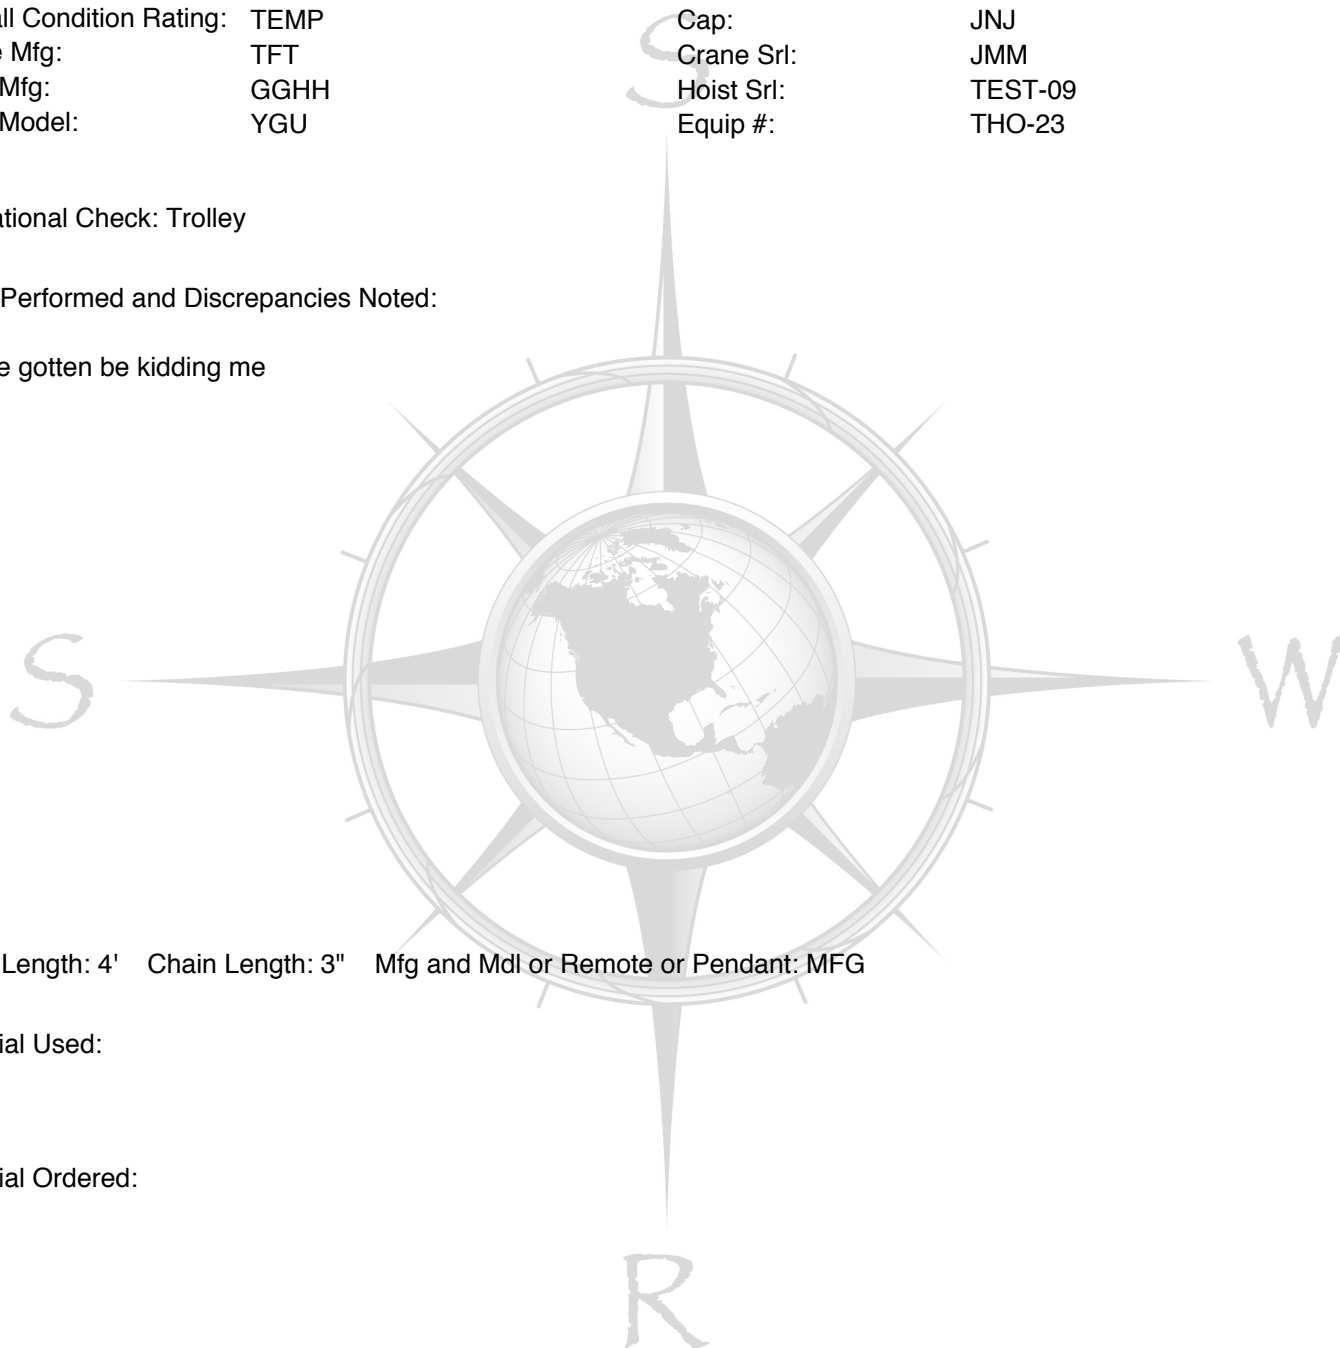 all Condition Rating: TEMP Cap: JNJ
e Mfg: TFT Crane Srl: JMM
Mfg: GGHH Hoist Srl: TEST-09
Model: YGU Equip #: THO-23
ational Check: Trolley
Performed and Discrepancies Noted:
e gotten be kidding me
Length: 4' Chain Length: 3" Mfg and Mdl or Remote or Pendant: MFG
ial Used:
ial Ordered:
S
S W
R